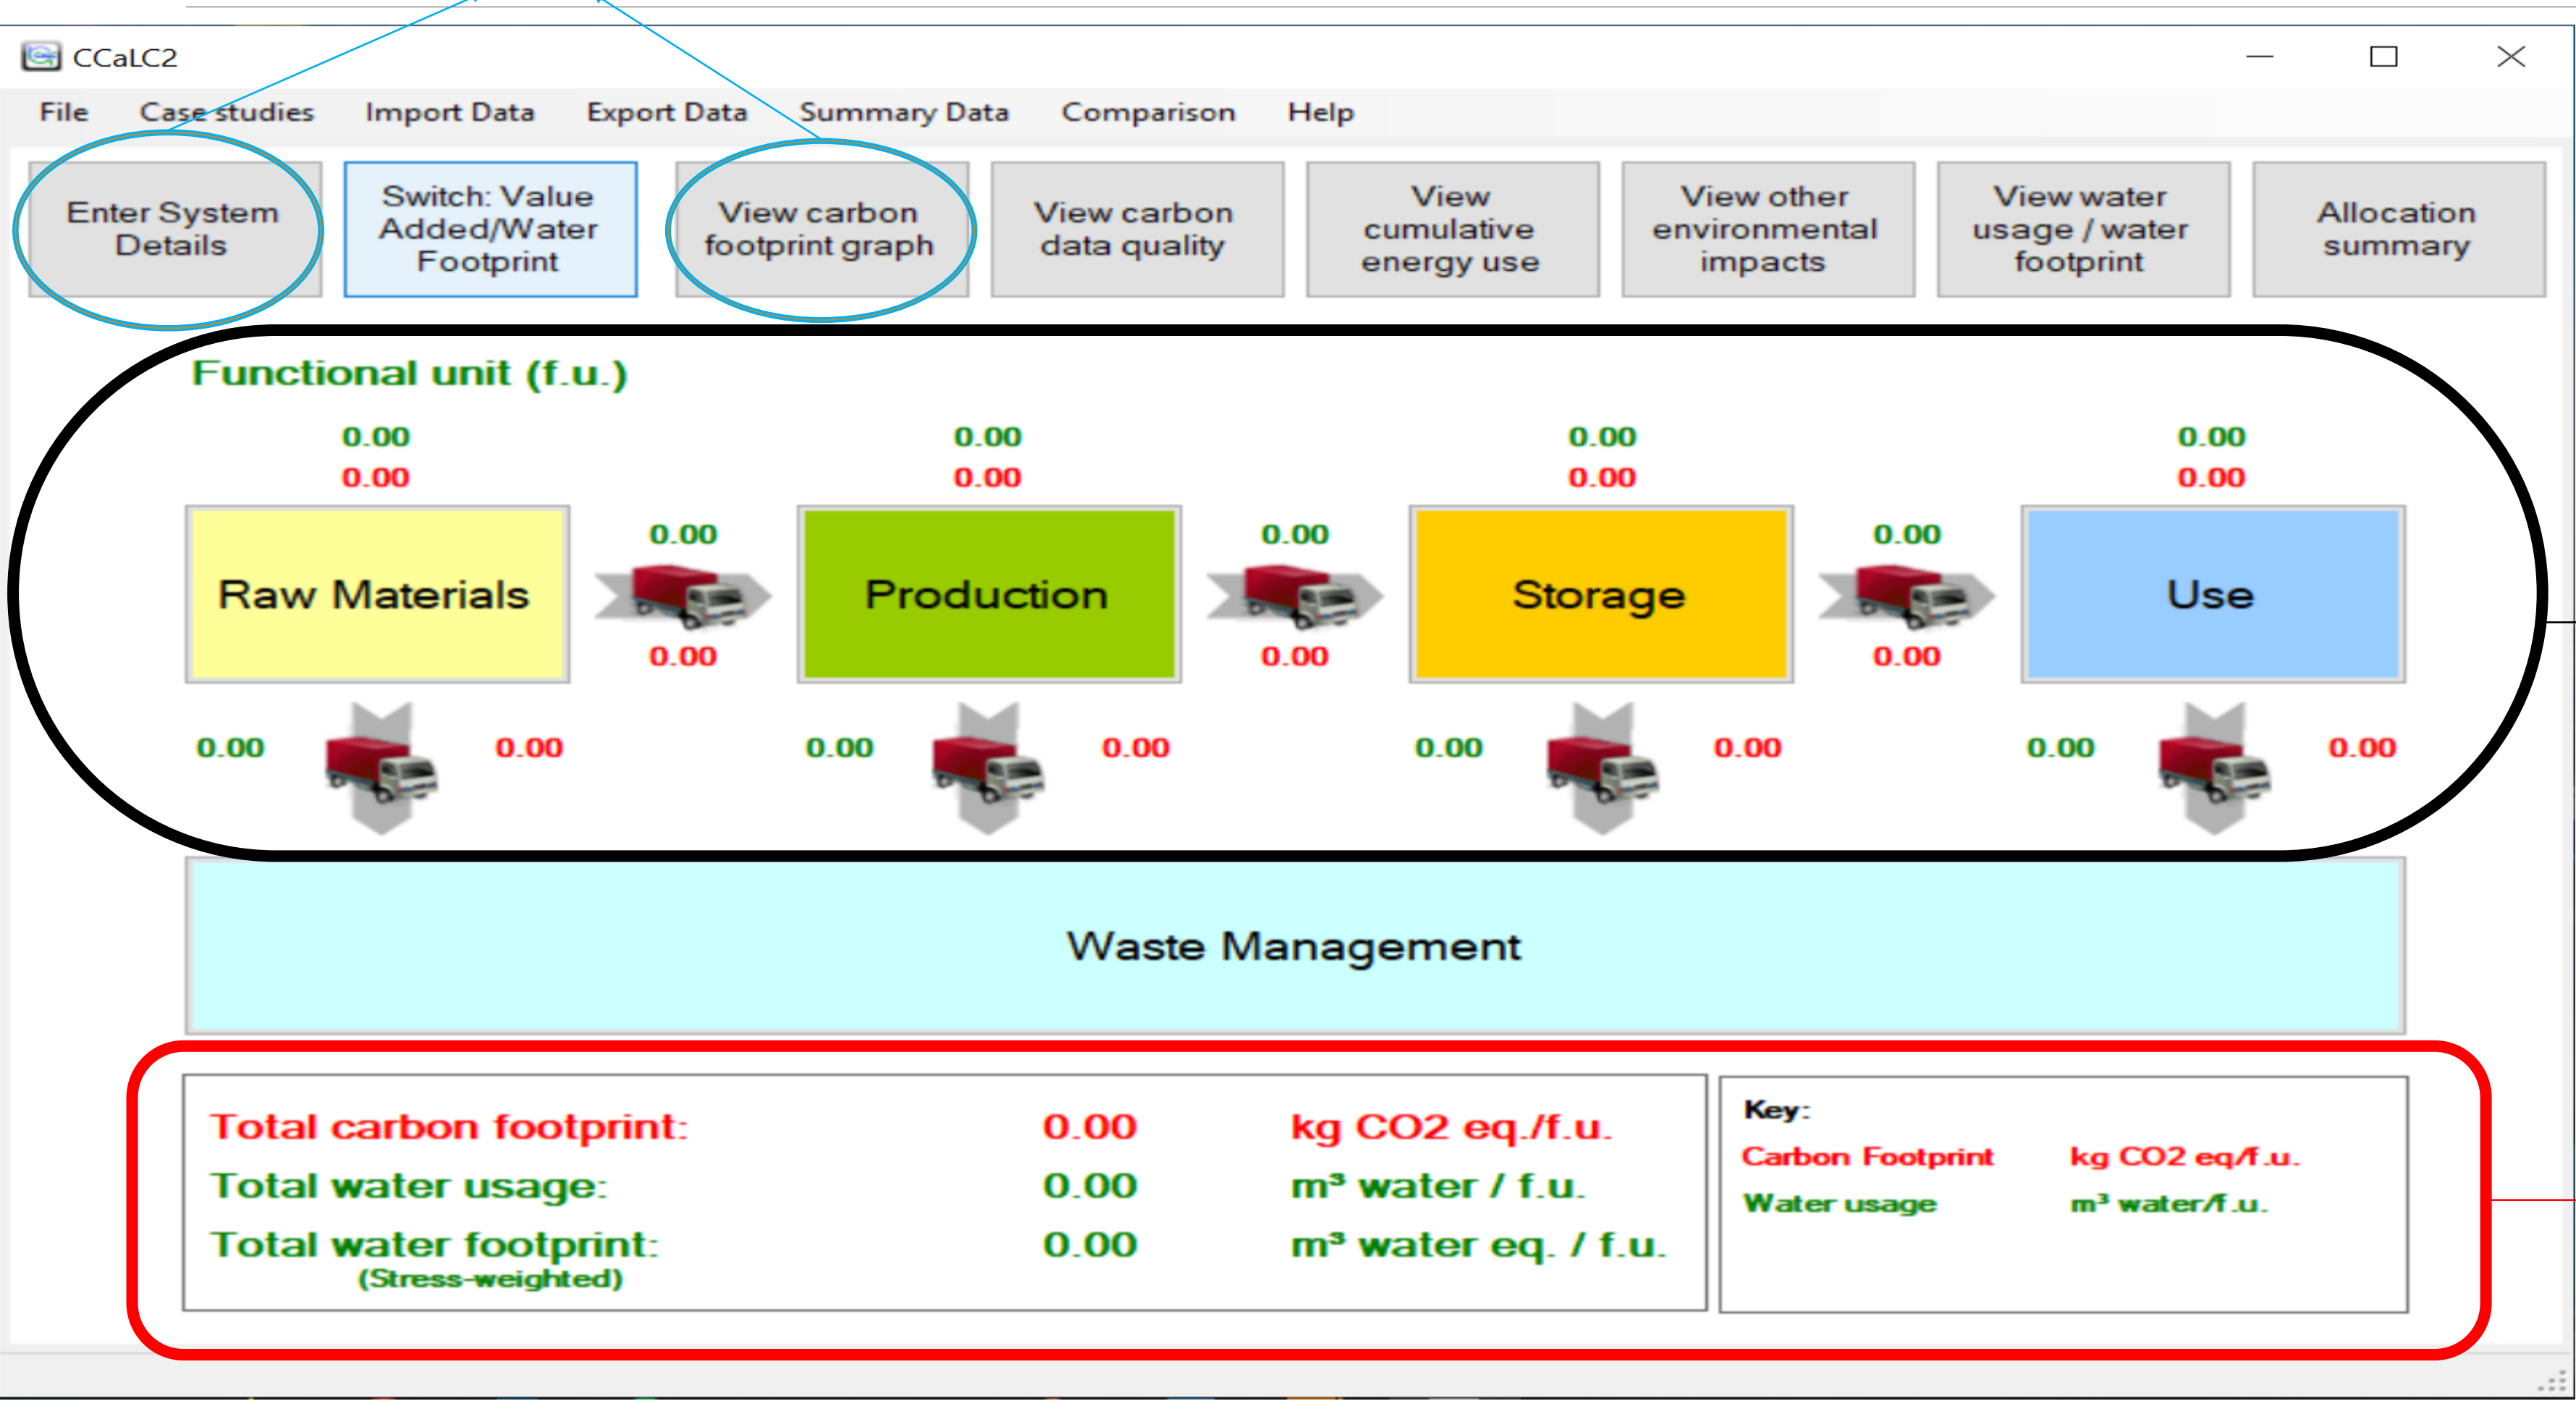 CCaLC2
File Case studies Import Data Export Data Summary Data Comparison Help
Enter System
Details
Switch: Value
Added/Water
Footprint
View carbon
footprint graph
View carbon
data quality
View
cumulative
energy use
View other
environmental
impacts
View water
usage / water
footprint
Allocation
summary
Functional unit (f.u.)
0.00 0.00 0.00 0.00
0.00 0.00 0.00 0.00
0.00 0.00 0.00
Raw Materials Production Storage Use
0.00 0.00 0.00
0.00 0.00 0.00 0.00 0.00 0.00 0.00 0.00
Waste Management
Total carbon footprint: 0.00 kg CO2 eq./f.u.
Total water usage: 0.00 m³ water / f.u.
Total water footprint: 0.00 m³ water eq. / f.u.
(Stress-weighted)
Key:
Carbon Footprint kg CO2 eq/f.u.
Water usage m³ water/f.u.